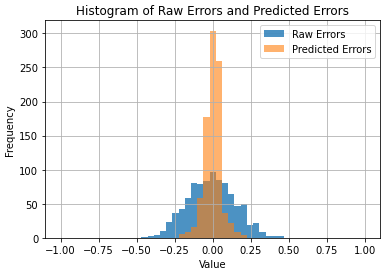 Histogram of Raw Errors and Predicted Errors
Raw Errors
Predicted Errors
Frequency
300
250
200
150
100
50
0
-1.00 -0.75 -0.50 -0.25 0.00 0.25 0.50 0.75 1.00
Value